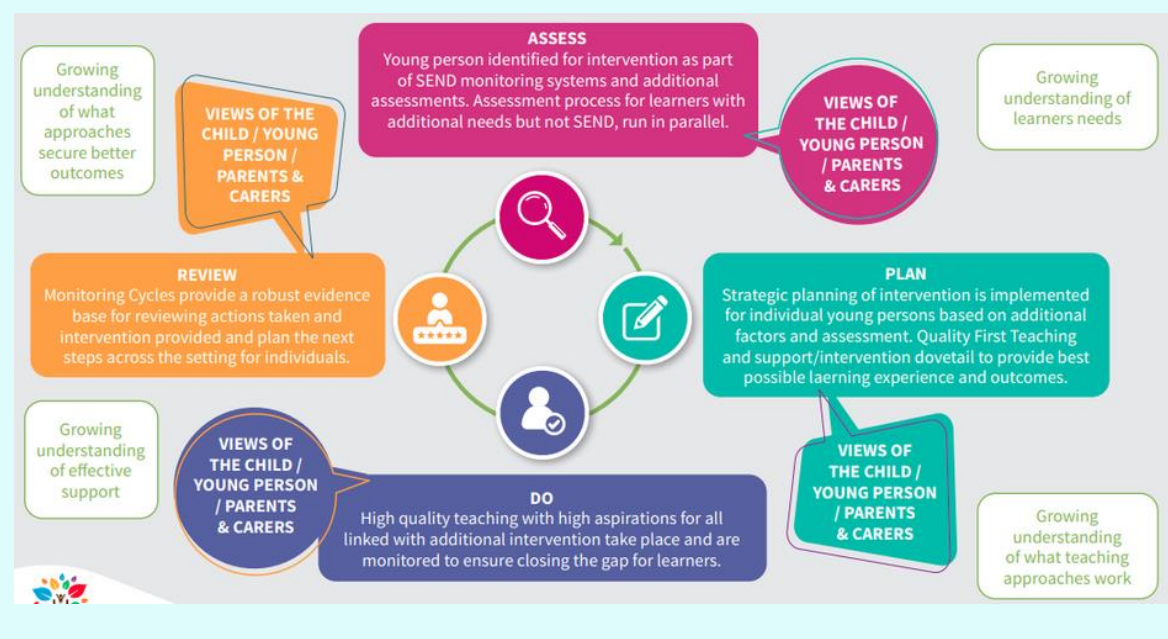 ASSESS
Young person identified for intervention as part
of SEND monitoring systems and additional
assessments. Assessment process for learners with
additional needs but not SEND, run in parallel.
Growing
understanding
of what
approaches
secure better
outcomes
VIEWS OF THE
CHILD / YOUNG
PERSON /
PARENTS &
CARERS
VIEWS OF
THE CHILD /
YOUNG PERSON
/ PARENTS
& CARERS
Growing
understanding of
learners needs
REVIEW
Monitoring Cycles provide a robust evidence
base for reviewing actions taken and
intervention provided and plan the next
steps across the setting for individuals.
PLAN
Strategic planning of intervention is implemented
for individual young persons based on additional
factors and assessment. Quality First Teaching
and support/intervention dovetail to provide best
possible laerning experience and outcomes.
Growing
understanding
of effective
support
VIEWS OF
THE CHILD /
YOUNG PERSON
/ PARENTS
& CARERS
DO
High quality teaching with high aspirations for all
linked with additional intervention take place and are
monitored to ensure closing the gap for learners.
VIEWS OF
THE CHILD /
YOUNG PERSON
/ PARENTS
& CARERS
Growing
understanding
of what teaching
approaches work